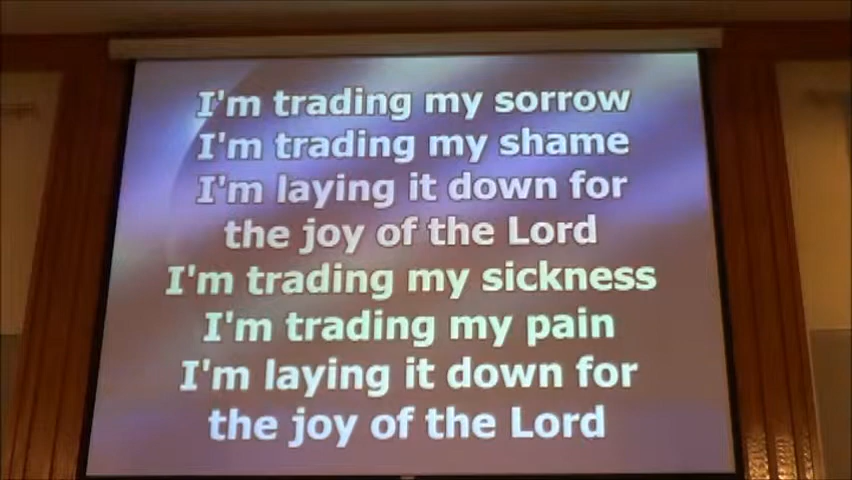 I'm trading my sorrow
I'm trading my shame
I'm laying it down for
the joy of the Lord
I'm trading my sickness
I'm trading my pain
I'm laying it down for
the joy of the Lord